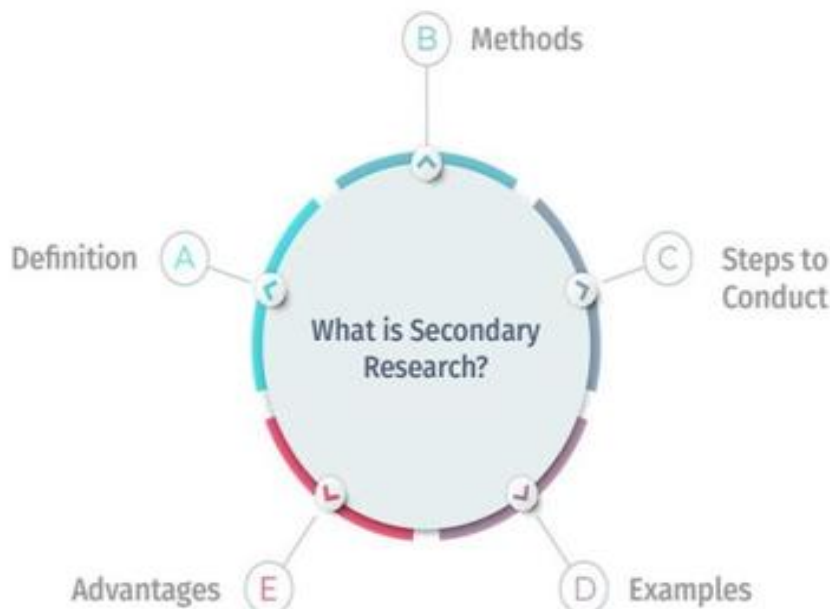 B Methods
Definition A
C Steps to
Conduct
What is Secondary
Research?
Advantages E
D Examples